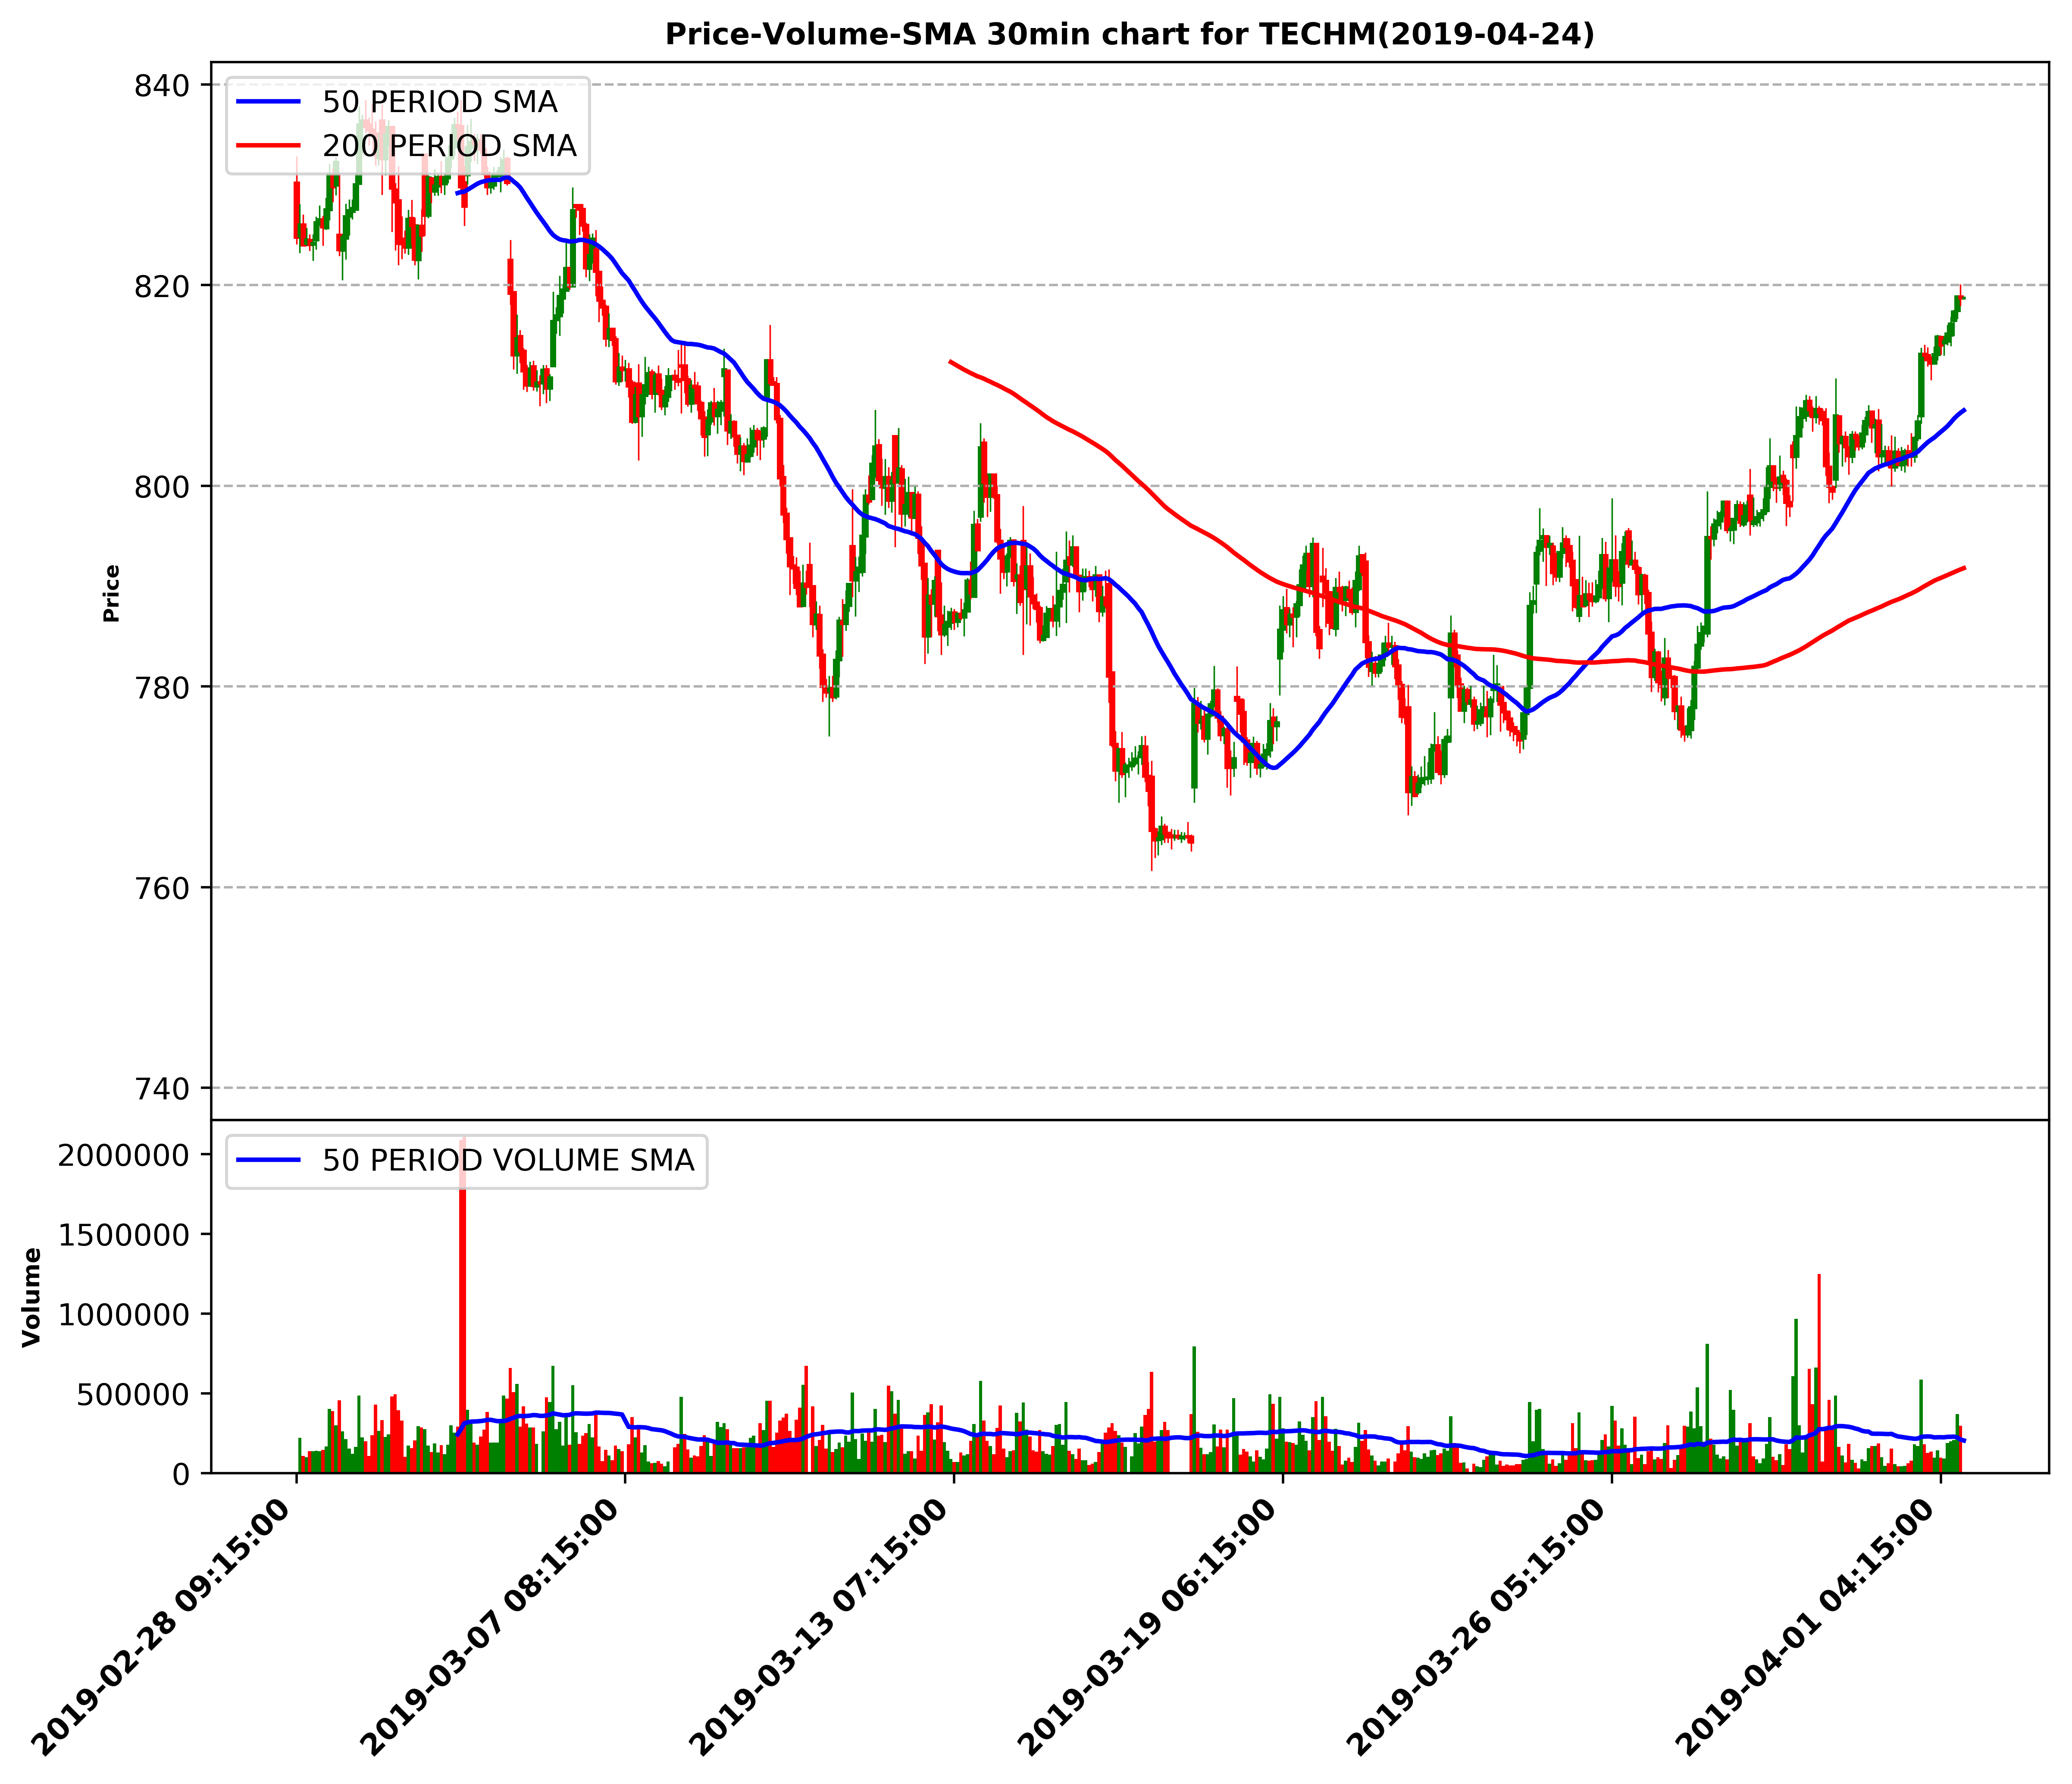 Price-Volume-SMA 30min chart for TECHM(2019-04-24)
50 PERIOD SMA
200 PERIOD SMA
840
820
800
780
760
740
Price
50 PERIOD VOLUME SMA
2000000
1500000
1000000
500000
0
Volume
2019-02-28 09:15:00
2019-03-07 08:15:00
2019-03-13 07:15:00
2019-03-19 06:15:00
2019-03-26 05:15:00
2019-04-01 04:15:00